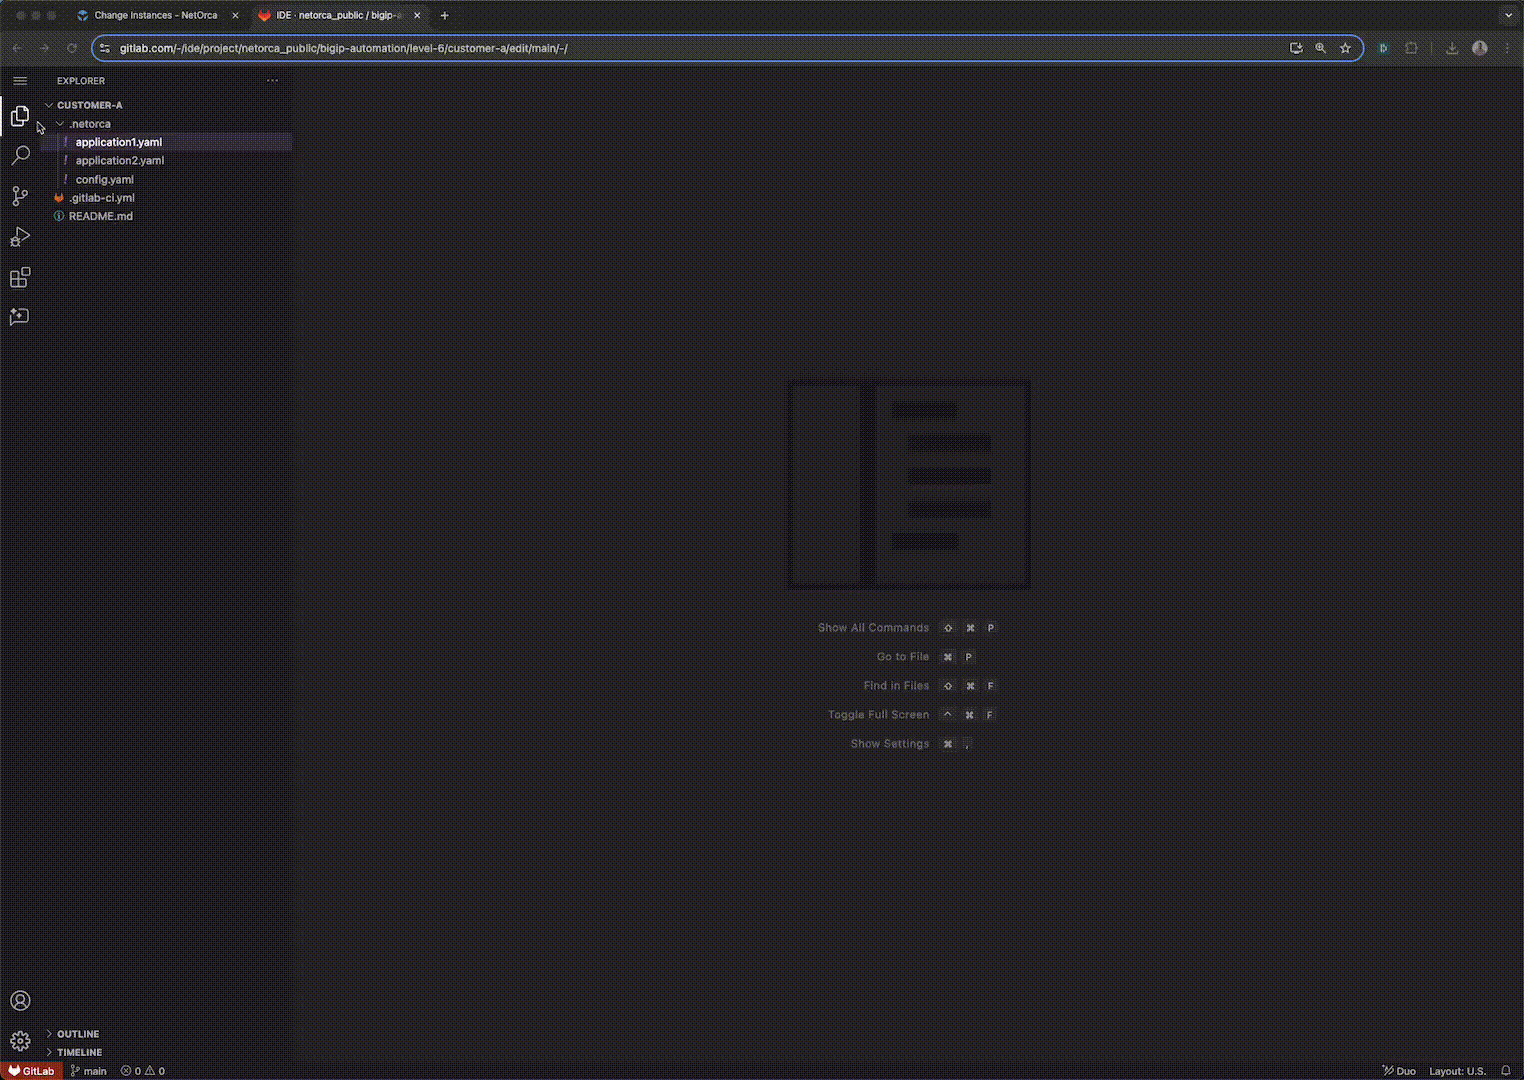 Change Instances - NetOrca
IDE · netorca_public / bigip-a
gitlab.com/-/ide/project/netorca_public/bigip-automation/level-6/customer-a/edit/main/-/
EXPLORER
CUSTOMER-A
.netorca
! application1.yaml
! application2.yaml
! config.yaml
.gitlab-ci.yml
README.md
Show All Commands ⇧ ⌘ P
Go to File ⌘ P
Find in Files ⇧ ⌘ F
Toggle Full Screen ^ ⌘ F
Show Settings ⌘ ,
OUTLINE
TIMELINE
GitLab main 0 0 Duo Layout: U.S.